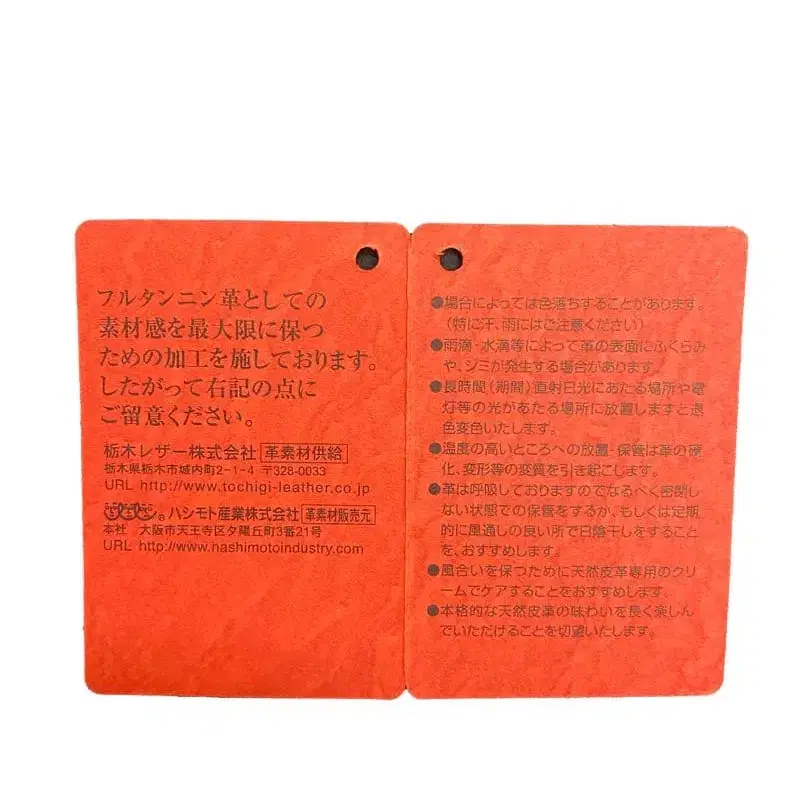 フルタンニン革としての
素材感を最大限に保つ
ための加工を施しております。
したがって右記の点に
ご留意ください。
栃木レザー株式会社 革素材供給
栃木県栃木市城内町2-1-4 〒328-0033
URL http://www.tochigi-leather.co.jp
® ハシモト産業株式会社 革素材販売元
本社 大阪市天王寺区夕陽丘町3番21号
URL http://www.hashimotoindustry.com
●場合によっては色落ちすることがあります。
（特に汗、雨にはご注意ください）
●雨滴・水滴等によって革の表面にふくらみ
や、シミが発生する場合があります。
●長時間（期間）直射日光にあたる場所や電
灯等の光があたる場所に放置しますと退
色変色いたします。
●温度の高いところへの放置・保管は革の硬
化、変形等の変質を引き起こします。
●革は呼吸しておりますのでなるべく密閉
しない状態での保管をするか、もしくは定期
的に風通しの良い所で日陰干しをすること
を、おすすめします。
●風合いを保つために天然皮革専用のクリ
ームでケアすることをおすすめします。
●本格的な天然皮革の味わいを長く楽しん
でいただけることを切望いたします。